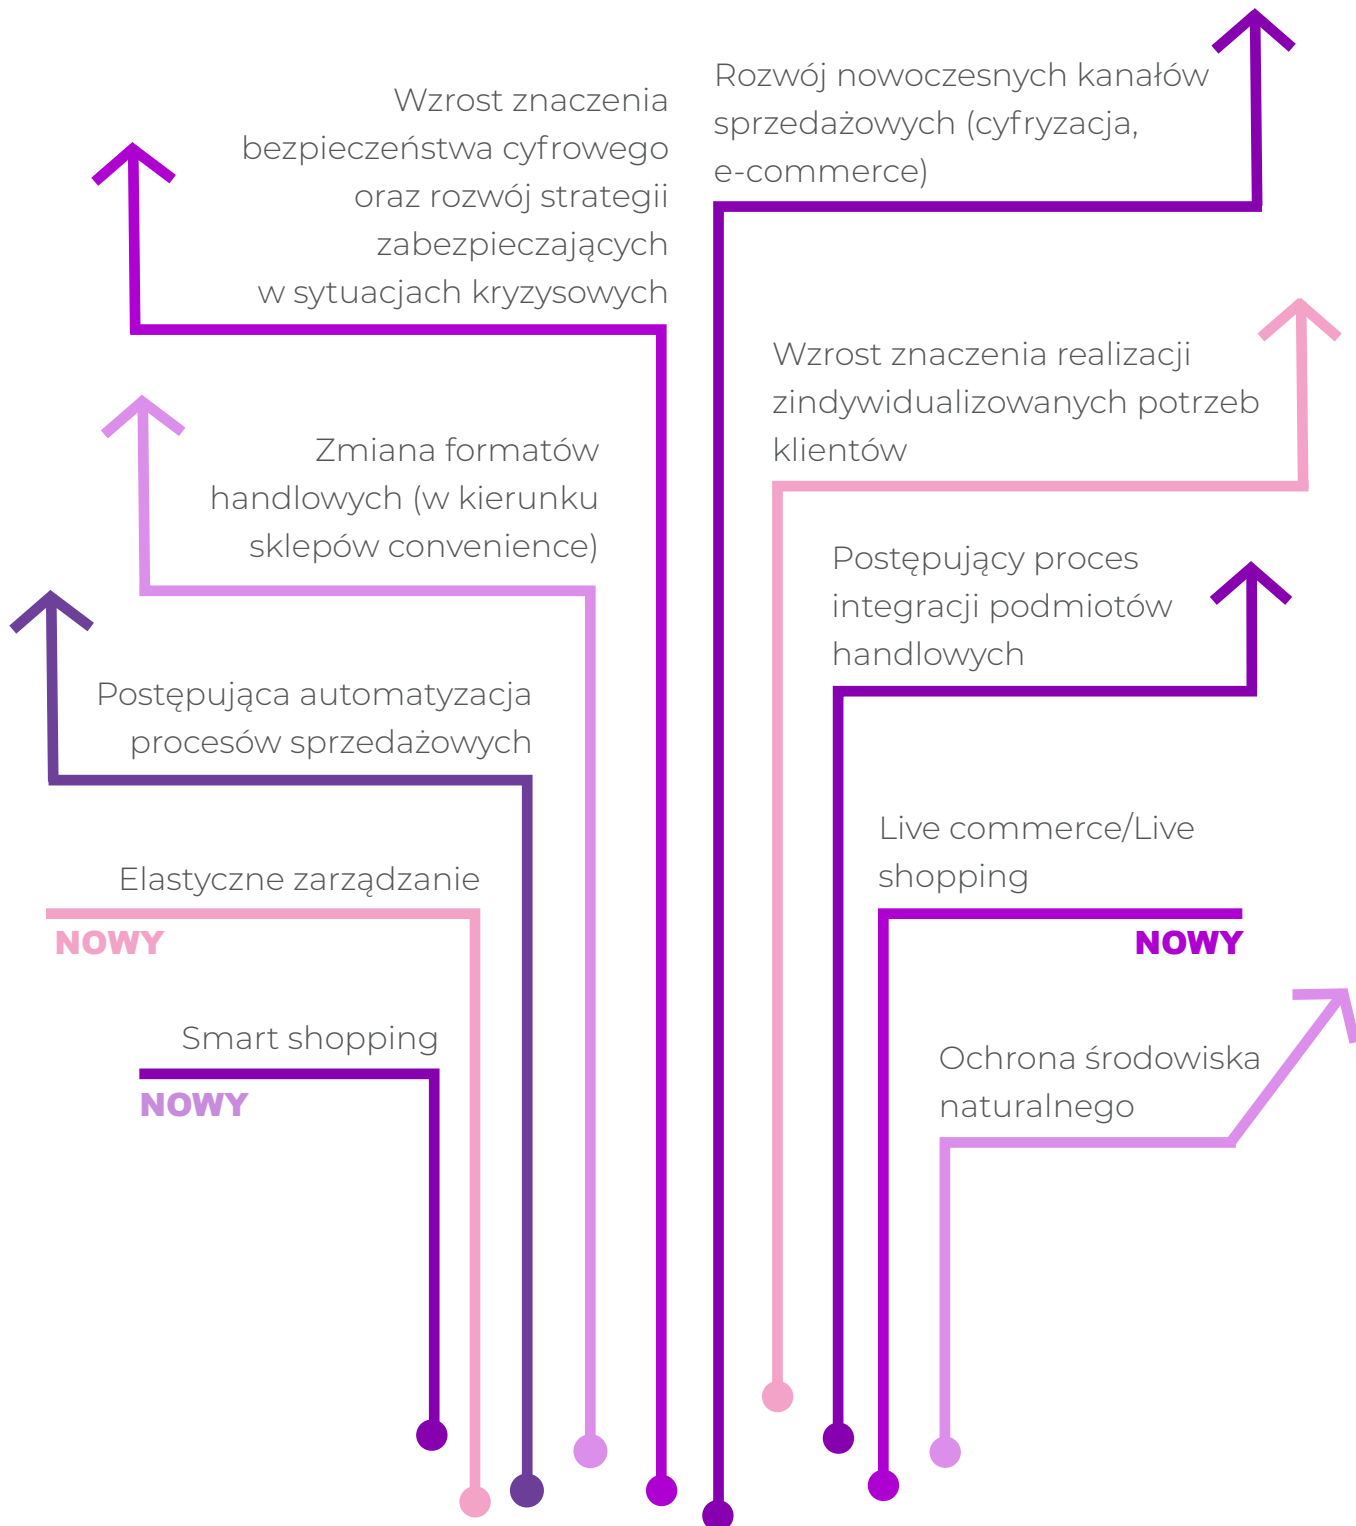 Wzrost znaczenia
bezpieczeństwa cyfrowego
oraz rozwój strategii
zabezpieczających
w sytuacjach kryzysowych
Zmiana formatów
handlowych (w kierunku
sklepów convenience)
Postępująca automatyzacja
procesów sprzedażowych
Elastyczne zarządzanie
NOWY
Smart shopping
NOWY
Rozwój nowoczesnych kanałów
sprzedażowych (cyfryzacja,
e-commerce)
Wzrost znaczenia realizacji
zindywidualizowanych potrzeb
klientów
Postępujący proces
integracji podmiotów
handlowych
Live commerce/Live
shopping
NOWY
Ochrona środowiska
naturalnego